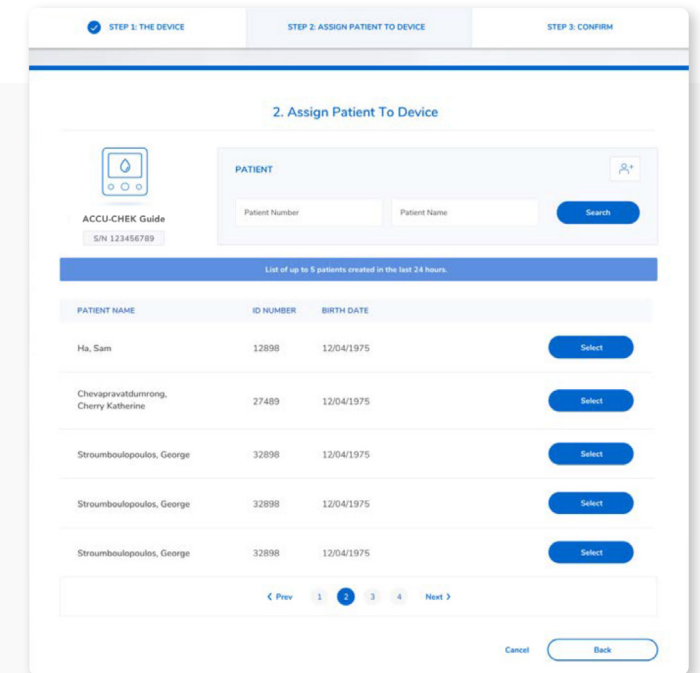 STEP 1: THE DEVICE
STEP 2: ASSIGN PATIENT TO DEVICE
STEP 3: CONFIRM
2. Assign Patient To Device
ACCU-CHEK Guide
S/N 123456789
PATIENT
Patient Number
Patient Name
Search
List of up to 5 patients created in the last 24 hours.
PATIENT NAME ID NUMBER BIRTH DATE
Ha, Sam 12898 12/04/1975 Select
Chevapravatdumrong,
Cherry Katherine 27489 12/04/1975 Select
Stroumboulopoulos, George 32898 12/04/1975 Select
Stroumboulopoulos, George 32898 12/04/1975 Select
Stroumboulopoulos, George 32898 12/04/1975 Select
Prev 1 2 3 4 Next
Cancel Back